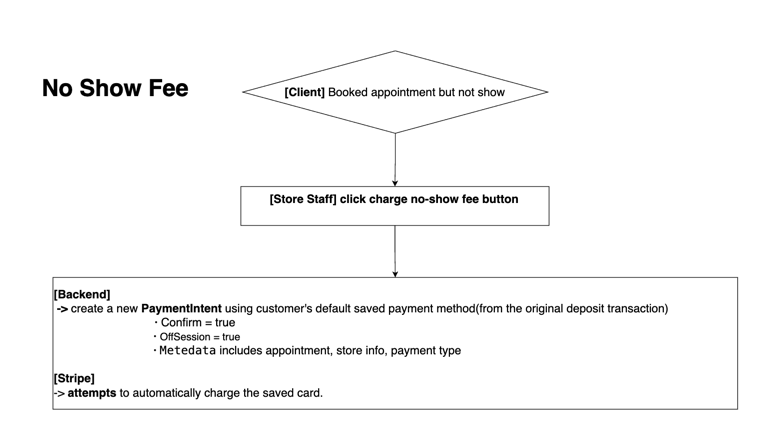 No Show Fee
[Client] Booked appointment but not show
[Store Staff] click charge no-show fee button
[Backend]
-> create a new PaymentIntent using customer's default saved payment method(from the original deposit transaction)
· Confirm = true
· OffSession = true
· Metedata includes appointment, store info, payment type
[Stripe]
-> attempts to automatically charge the saved card.